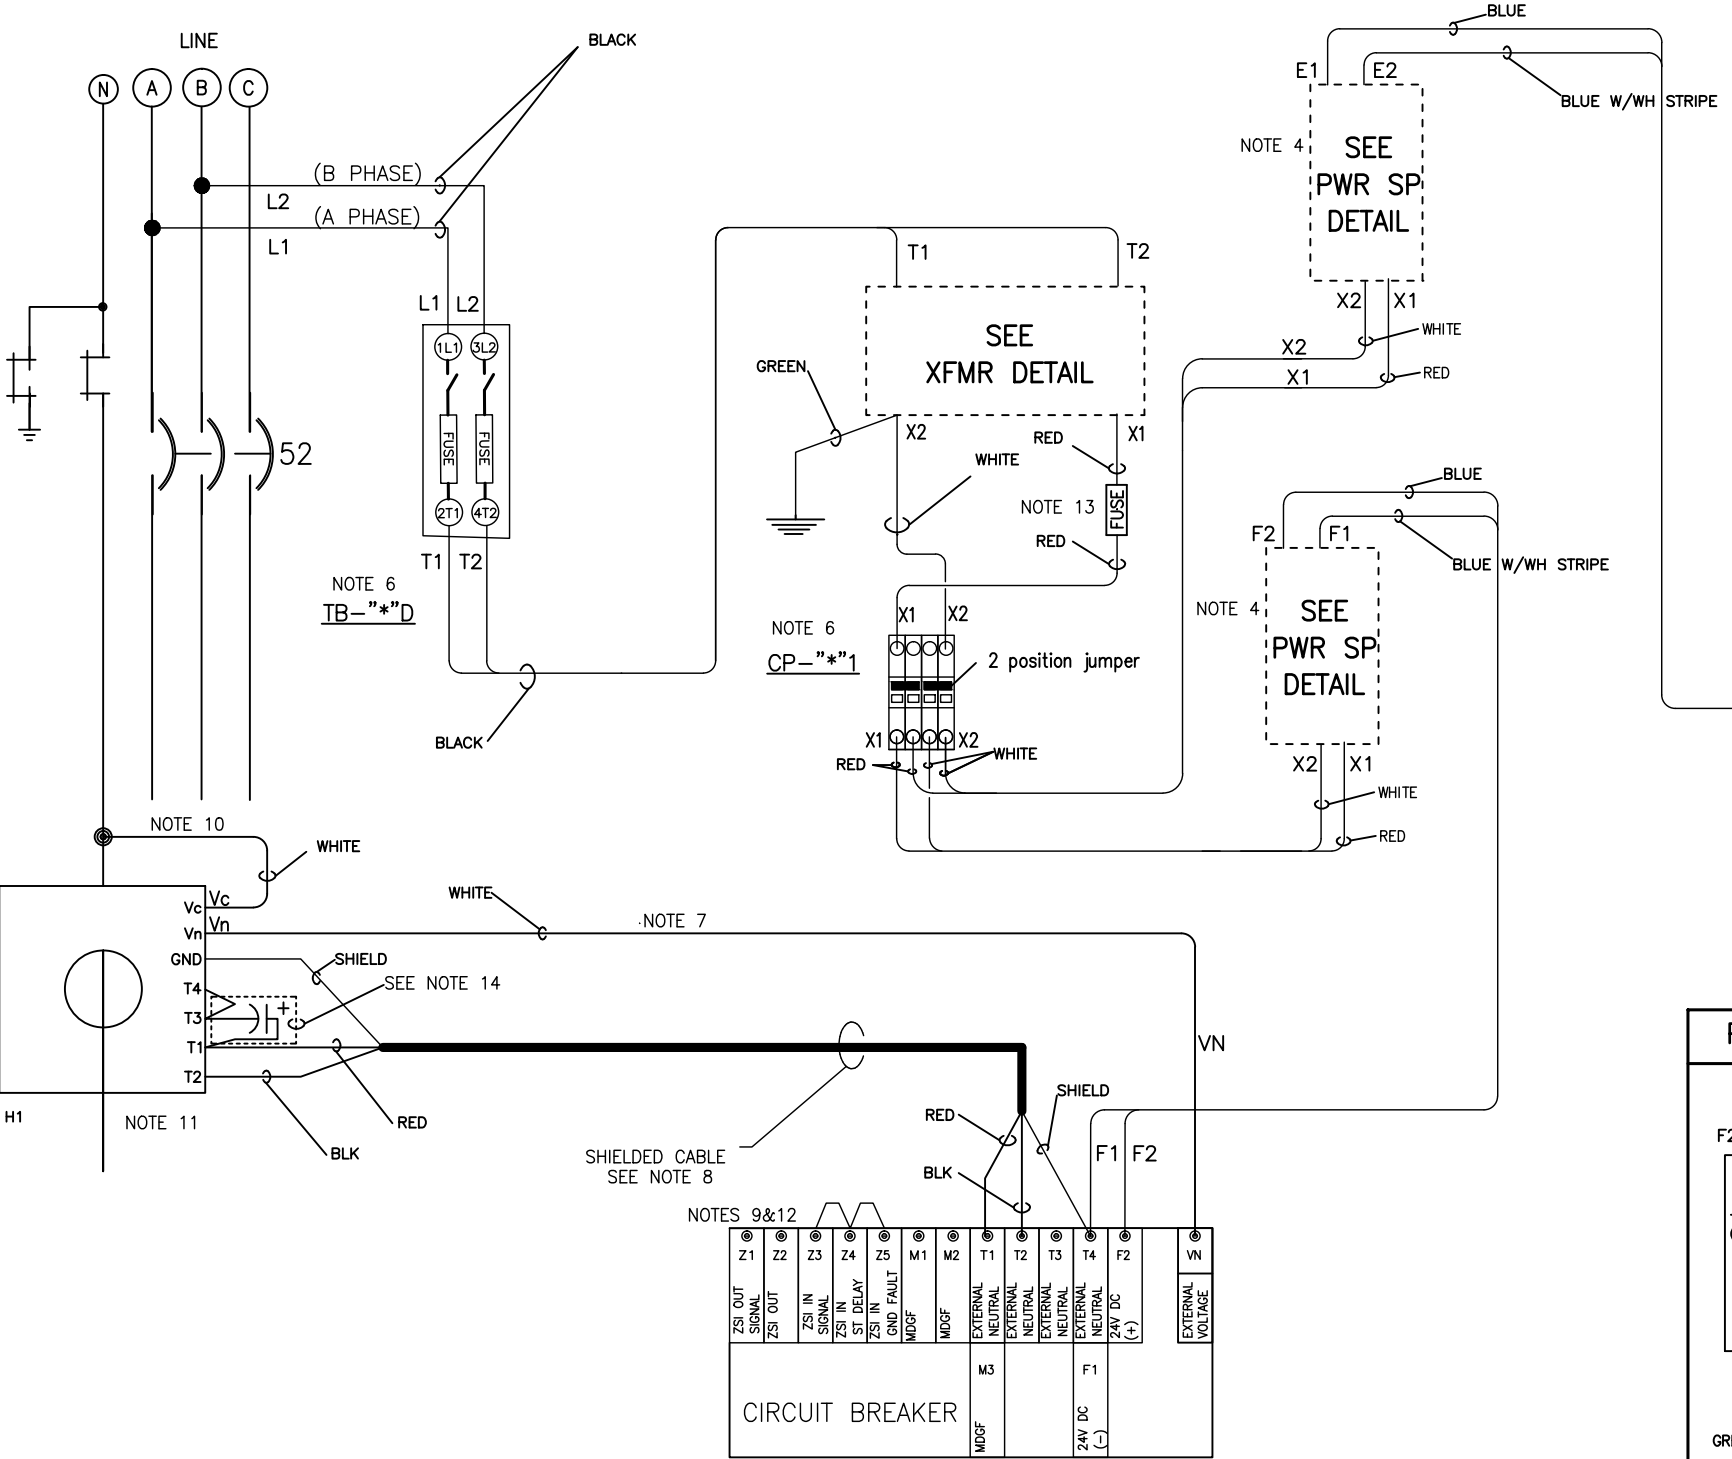 BLUE
LINE
BLACK
N
A
B
C
E1
E2
BLUE W/WH STRIPE
NOTE 4
SEE
PWR SP
DETAIL
(B PHASE)
L2
(A PHASE)
L1
T1
T2
L1
L2
X2
X1
WHITE
SEE
XFMR DETAIL
1L1
3L2
X2
X1
RED
GREEN
FUSE
FUSE
X2
X1
RED
WHITE
52
BLUE
NOTE 13
FUSE
2T1
4T2
RED
F2
F1
BLUE W/WH STRIPE
T1
T2
NOTE 6
TB-"*"D
X1
X2
NOTE 4
SEE
PWR SP
DETAIL
NOTE 6
CP-"*"1
2 position jumper
BLACK
X1
X2
RED
WHITE
X2
X1
WHITE
NOTE 10
WHITE
RED
WHITE
Vc
Vc
Vn
Vn
NOTE 7
GND
SHIELD
T4
SEE NOTE 14
+
T3
T1
VN
T2
H1
NOTE 11
RED
BLK
SHIELDED CABLE
SEE NOTE 8
RED
SHIELD
BLK
F1
F2
NOTES 9&12
Z1
Z2
Z3
Z4
Z5
M1
M2
T1
T2
T3
T4
F2
VN
ZSI OUT
SIGNAL
ZSI OUT
ZSI IN
SIGNAL
ZSI IN
ST DELAY
ZSI IN
GND FAULT
MDGF
MDGF
EXTERNAL
NEUTRAL
EXTERNAL
NEUTRAL
EXTERNAL
NEUTRAL
EXTERNAL
NEUTRAL
24V DC
(+)
EXTERNAL
VOLTAGE
M3
F1
CIRCUIT BREAKER
MDGF
24V DC
(-)
F2